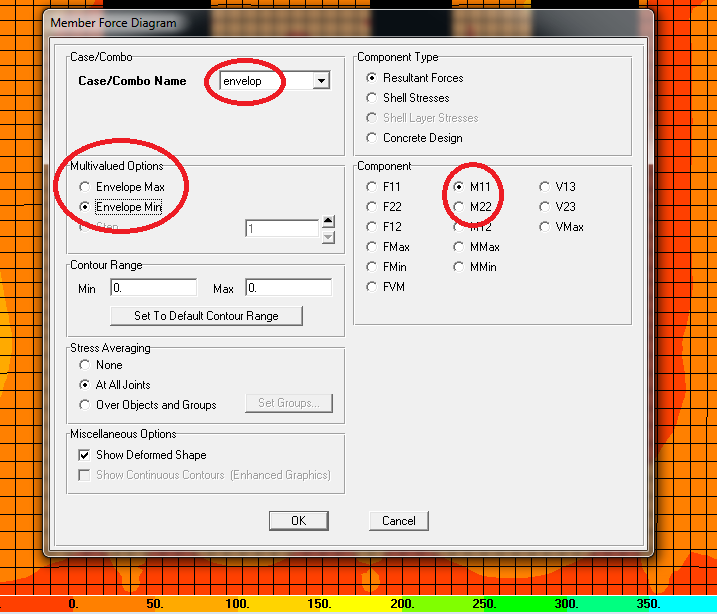 Member Force Diagram
Case/Combo
Case/Combo Name envelop
Multivalued Options
Envelope Max
Envelope Min
Step 1
Contour Range
Min 0. Max 0.
Set To Default Contour Range
Stress Averaging
None
At All Joints
Over Objects and Groups Set Groups...
Miscellaneous Options
Show Deformed Shape
Show Continuous Contours (Enhanced Graphics)
Component Type
Resultant Forces
Shell Stresses
Shell Layer Stresses
Concrete Design
Component
F11 M11 V13
F22 M22 V23
F12 M12 VMax
FMax MMax
FMin MMin
FVM
OK Cancel
0. 50. 100. 150. 200. 250. 300. 350.